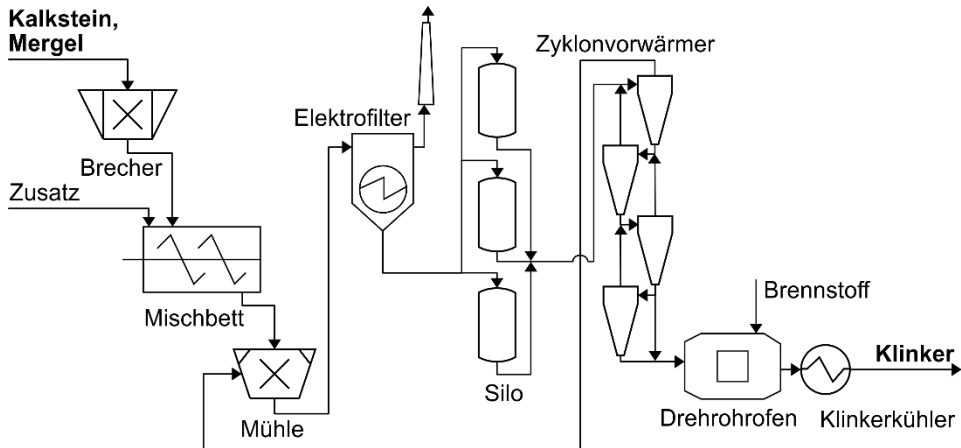 Kalkstein,
Mergel
Brecher
Zusatz
Mischbett
Mühle
Elektrofilter
Silo
Zyklonvorwärmer
Brennstoff
Drehrohrofen
Klinker
Klinkerkühler